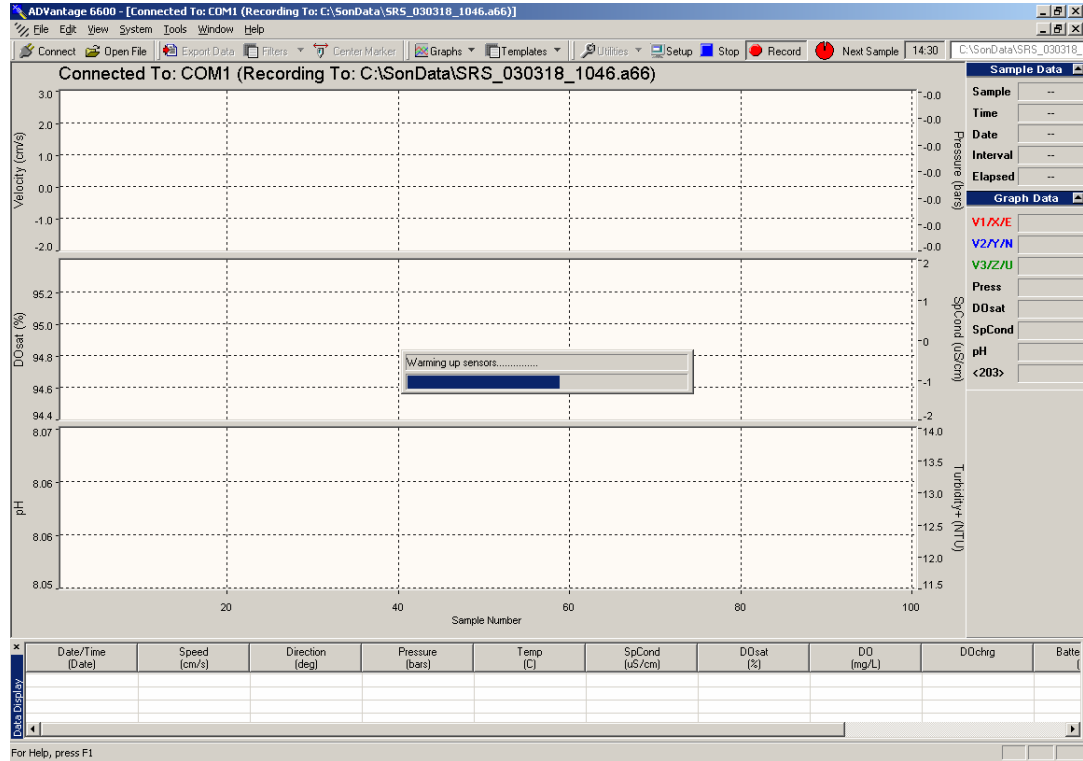 ADVantage 6600 - [Connected To: COM1 (Recording To: C:\SonData\SRS_030318_1046.a66)]
File Edit View System Tools Window Help
Connect Open File Export Data Filters Center Marker Graphs Templates Utilities Setup Stop Record Next Sample 14:30 C:\SonData\SRS_030318_
Connected To: COM1 (Recording To: C:\SonData\SRS_030318_1046.a66)
Velocity (cm/s)
3.0
2.0
1.0
0.0
-1.0
-2.0
-0.0
-0.0
-0.0
-0.0
-0.0
-0.0
-0.0
Pressure (bars)
DOsat (%)
95.2
95.0
94.8
94.6
94.4
2
1
0
-1
-2
SpCond (uS/cm)
Warming up sensors...............
pH
8.07
8.06
8.06
8.05
14.0
13.5
13.0
12.5
12.0
11.5
Turbidity+ (NTU)
20 40 60 80 100
Sample Number
Sample Data
Sample --
Time --
Date --
Interval --
Elapsed --
Graph Data
V1/X/E
V2/Y/N
V3/Z/U
Press
DOsat
SpCond
pH
<203>
Data Display
Date/Time Speed Direction Pressure Temp SpCond DOsat DO DOchrg Batte
(Date) (cm/s) (deg) (bars) (C) (uS/cm) (%) (mg/L) (
For Help, press F1